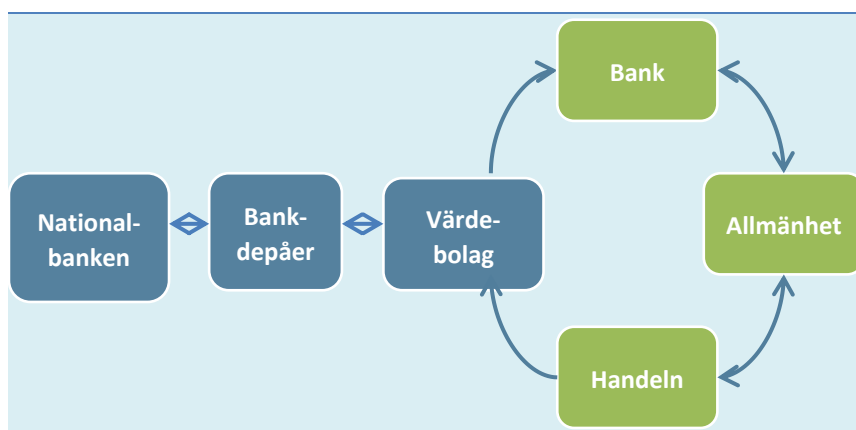 Bank
National-
banken
Bank-
depåer
Värde-
bolag
Allmänhet
Handeln